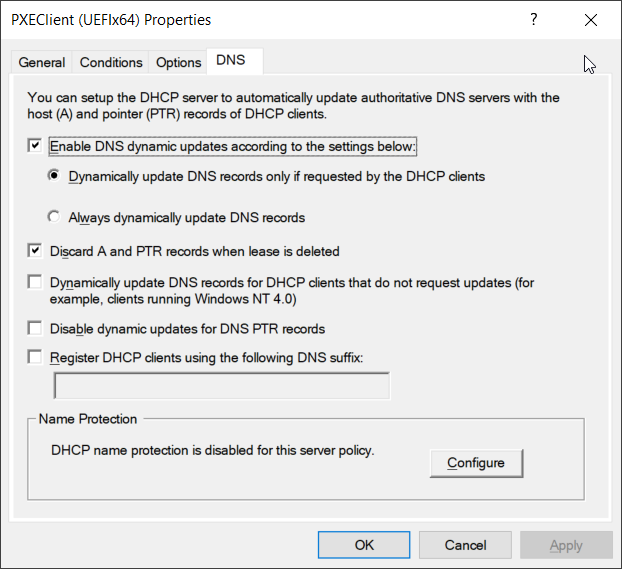 PXEClient (UEFIx64) Properties
General Conditions Options DNS
You can setup the DHCP server to automatically update authoritative DNS servers with the
host (A) and pointer (PTR) records of DHCP clients.
Enable DNS dynamic updates according to the settings below:
Dynamically update DNS records only if requested by the DHCP clients
Always dynamically update DNS records
Discard A and PTR records when lease is deleted
Dynamically update DNS records for DHCP clients that do not request updates (for
example, clients running Windows NT 4.0)
Disable dynamic updates for DNS PTR records
Register DHCP clients using the following DNS suffix:
Name Protection
DHCP name protection is disabled for this server policy.
Configure
OK Cancel Apply